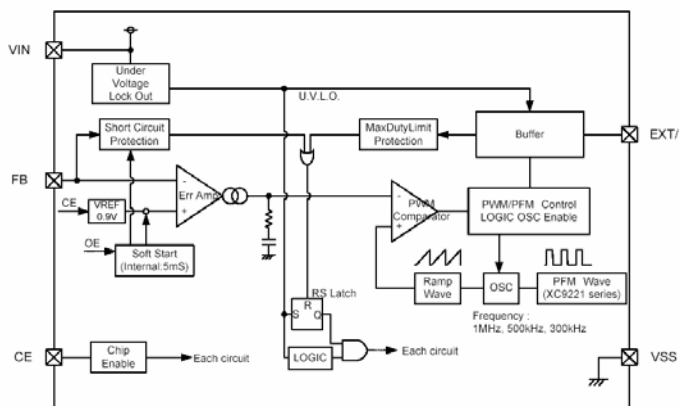 VIN
Under
Voltage
Lock Out
U.V.L.O.
Short Circuit
Protection
MaxDutyLimit
Protection
Buffer
EXT/
FB
-
Err Amp
+
CE
VREF
0.9V
OE
Soft Start
(Internal:5mS)
-
PWM
Comparator
+
PWM/PFM Control
LOGIC OSC Enable
Ramp
Wave
OSC
PFM Wave
(XC9221 series)
Frequency :
1MHz, 500kHz, 300kHz
RS Latch
R
S
Q
LOGIC
Each circuit
CE
Chip
Enable
Each circuit
VSS